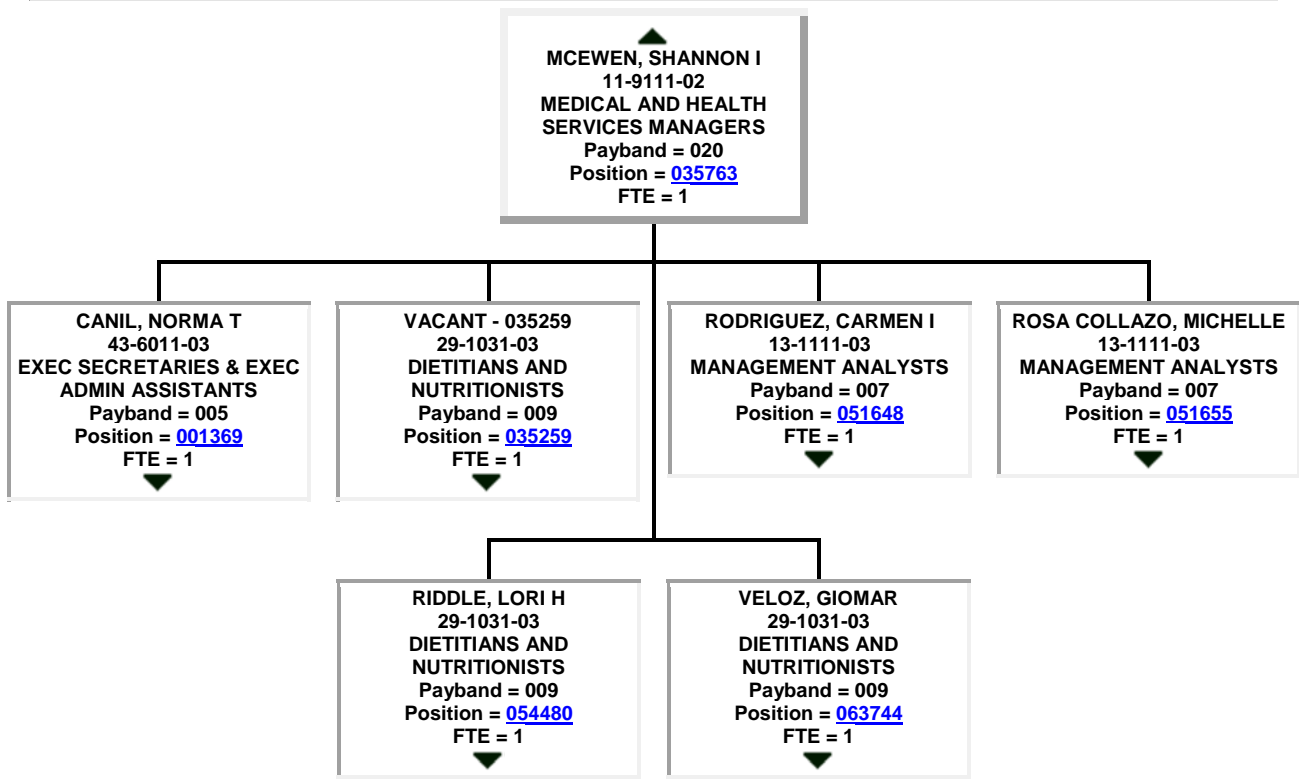 MCEWEN, SHANNON I
11-9111-02
MEDICAL AND HEALTH
SERVICES MANAGERS
Payband = 020
Position = 035763
FTE = 1
CANIL, NORMA T
43-6011-03
EXEC SECRETARIES & EXEC
ADMIN ASSISTANTS
Payband = 005
Position = 001369
FTE = 1
VACANT - 035259
29-1031-03
DIETITIANS AND
NUTRITIONISTS
Payband = 009
Position = 035259
FTE = 1
RODRIGUEZ, CARMEN I
13-1111-03
MANAGEMENT ANALYSTS
Payband = 007
Position = 051648
FTE = 1
ROSA COLLAZO, MICHELLE
13-1111-03
MANAGEMENT ANALYSTS
Payband = 007
Position = 051655
FTE = 1
RIDDLE, LORI H
29-1031-03
DIETITIANS AND
NUTRITIONISTS
Payband = 009
Position = 054480
FTE = 1
VELOZ, GIOMAR
29-1031-03
DIETITIANS AND
NUTRITIONISTS
Payband = 009
Position = 063744
FTE = 1